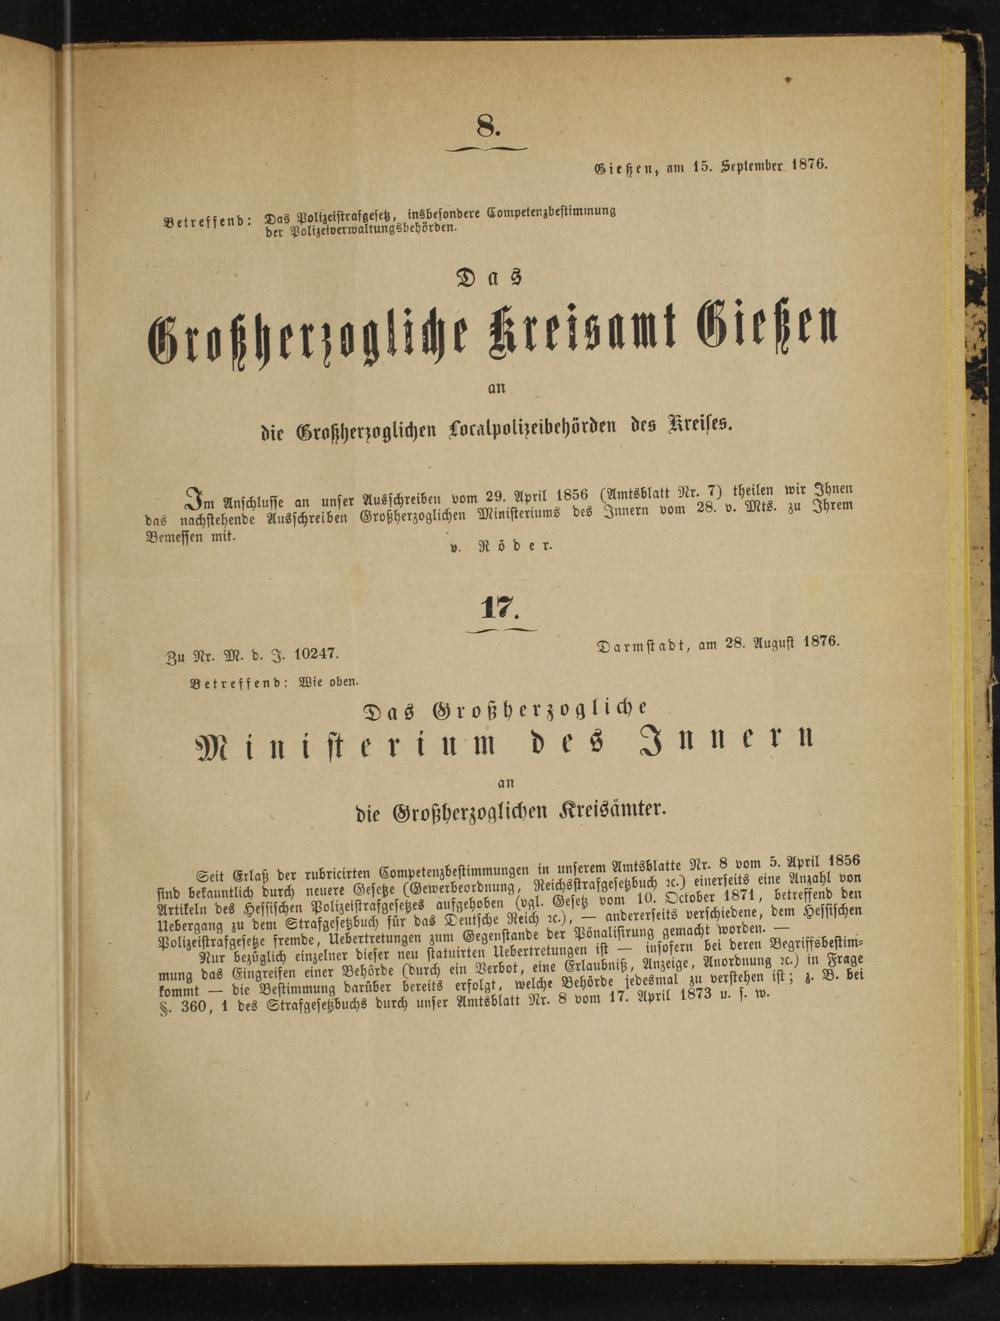 8.
Gießen, am 15. September 1876.
Betreffend: Das Polizeistrafgesetz, insbesondere Competenzbestimmung
der Polizeiverwaltungsbehörden.
Das
Großherzogliche Kreisamt Gießen
an
die Großherzoglichen Localpolizeibehörden des Kreises.
Im Anschlusse an unser Ausschreiben vom 29. April 1856 (Amtsblatt Nr. 7) theilen wir Ihnen
das nachstehende Ausschreiben Großherzoglichen Ministeriums des Innern vom 28. v. Mts. zu Ihrem
Bemessen mit.
v. Röder.
17.
Zu Nr. M. d. J. 10247.
Darmstadt, am 28. August 1876.
Betreffend: Wie oben.
Das Großherzogliche
Ministerium des Innern
an
die Großherzoglichen Kreisämter.
Seit Erlaß der rubricirten Competenzbestimmungen in unserem Amtsblatte Nr. 8 vom 5. April 1856
sind bekanntlich durch neuere Gesetze (Gewerbeordnung, Reichsstrafgesetzbuch ꝛc.) einerseits eine Anzahl von
Artikeln des Hessischen Polizeistrafgesetzes aufgehoben (vgl. Gesetz vom 10. October 1871, betreffend den
Uebergang zu dem Strafgesetzbuch für das Deutsche Reich ꝛc.), — andererseits verschiedene, dem Hessischen
Polizeistrafgesetze fremde, Uebertretungen zum Gegenstande der Pönalisirung gemacht worden. —
Nur bezüglich einzelner dieser neu statuirten Uebertretungen ist — insofern bei deren Begriffsbestim-
mung das Eingreifen einer Behörde (durch ein Verbot, eine Erlaubniß, Anzeige, Anordnung ꝛc.) in Frage
kommt — die Bestimmung darüber bereits erfolgt, welche Behörde jedesmal zu verstehen ist; z. B. bei
§. 360, 1 des Strafgesetzbuchs durch unser Amtsblatt Nr. 8 vom 17. April 1873 u. s. w.